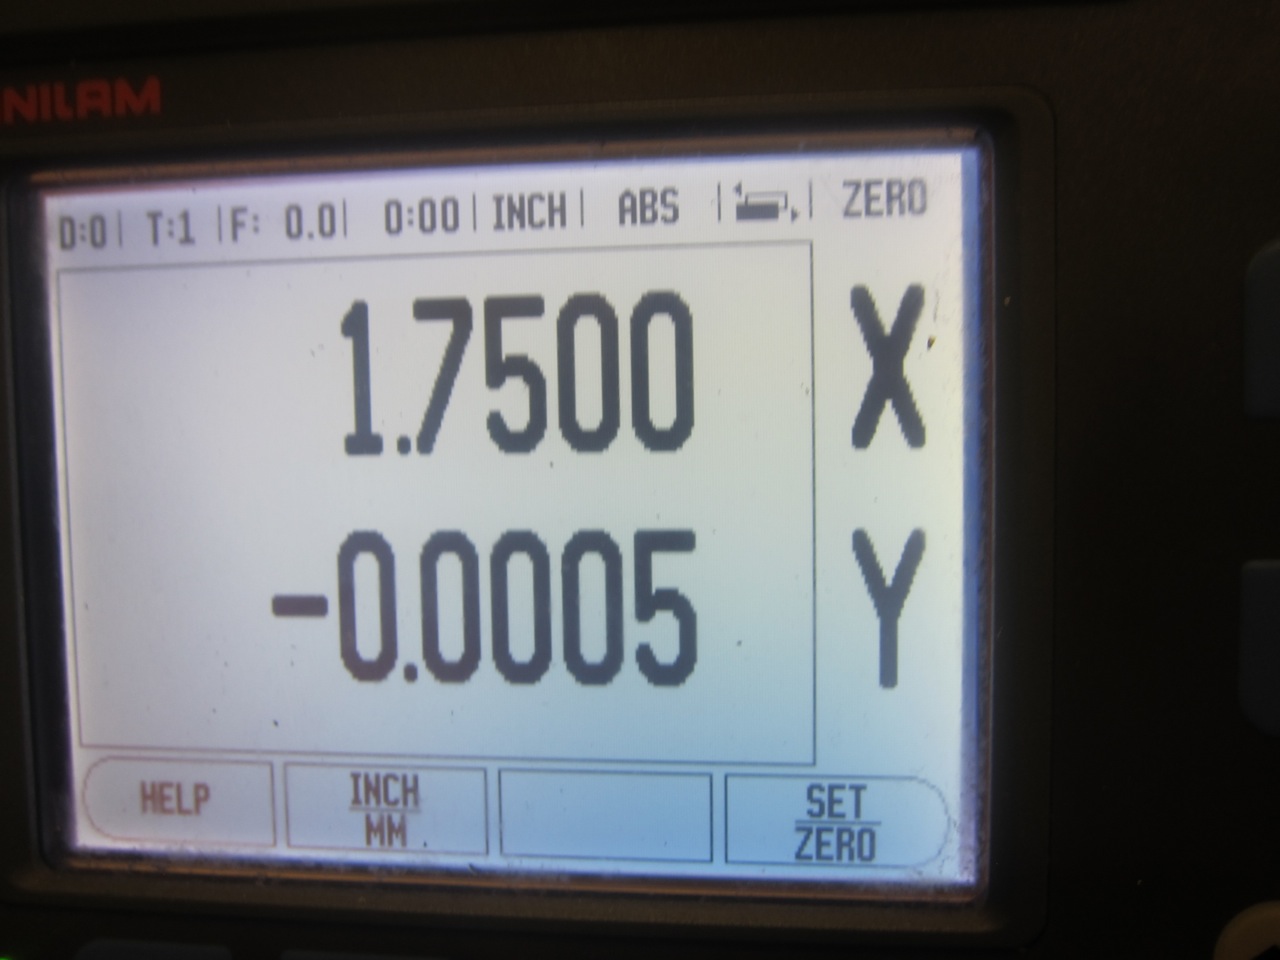 NILAM
D:0 | T:1 | F: 0.0 | 0:00 | INCH | ABS | | ZERO
1.7500 X
-0.0005 Y
HELP INCH SET
MM ZERO